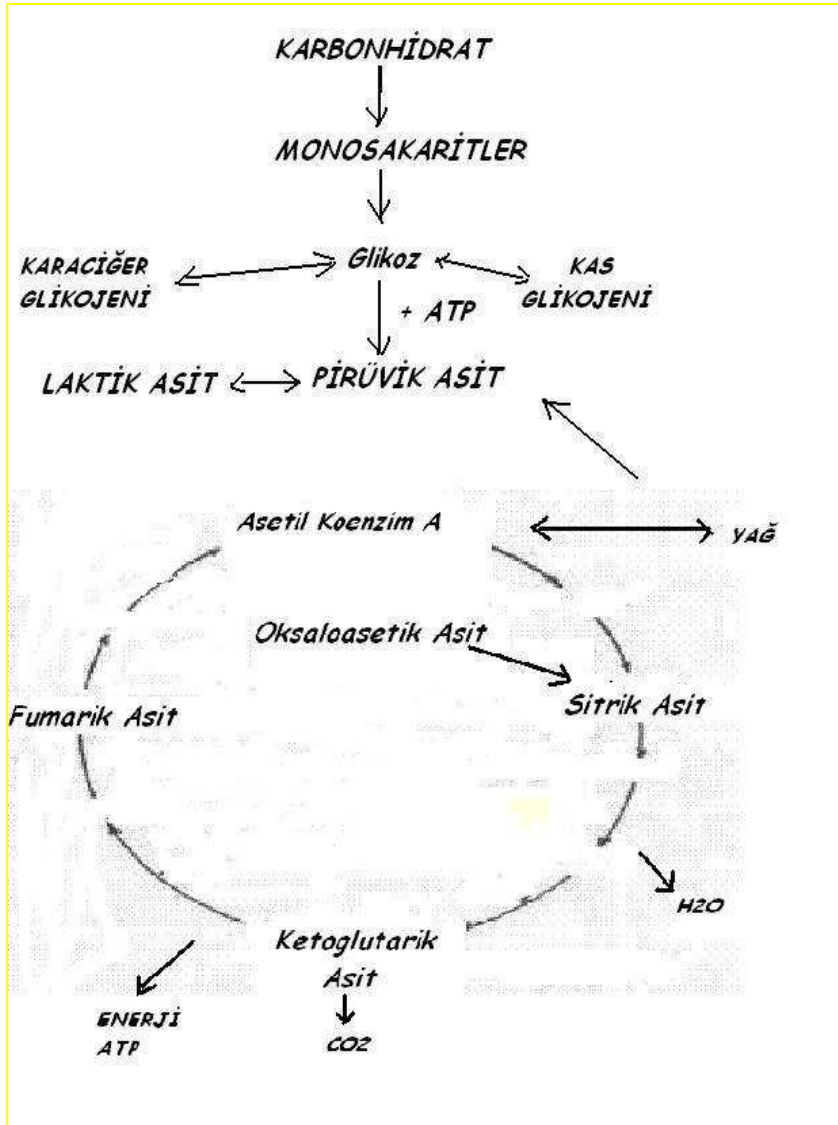 KARBONHİDRAT
MONOSAKARİTLER
KARACİĞER
GLİKOJENİ
Glikoz
KAS
GLİKOJENİ
+ ATP
LAKTİK ASİT
PİRÜVİK ASİT
Asetil Koenzim A
YAĞ
Oksaloasetik Asit
Fumarik Asit
Sitrik Asit
H2O
Ketoglutarik
Asit
ENERJİ
ATP
CO2